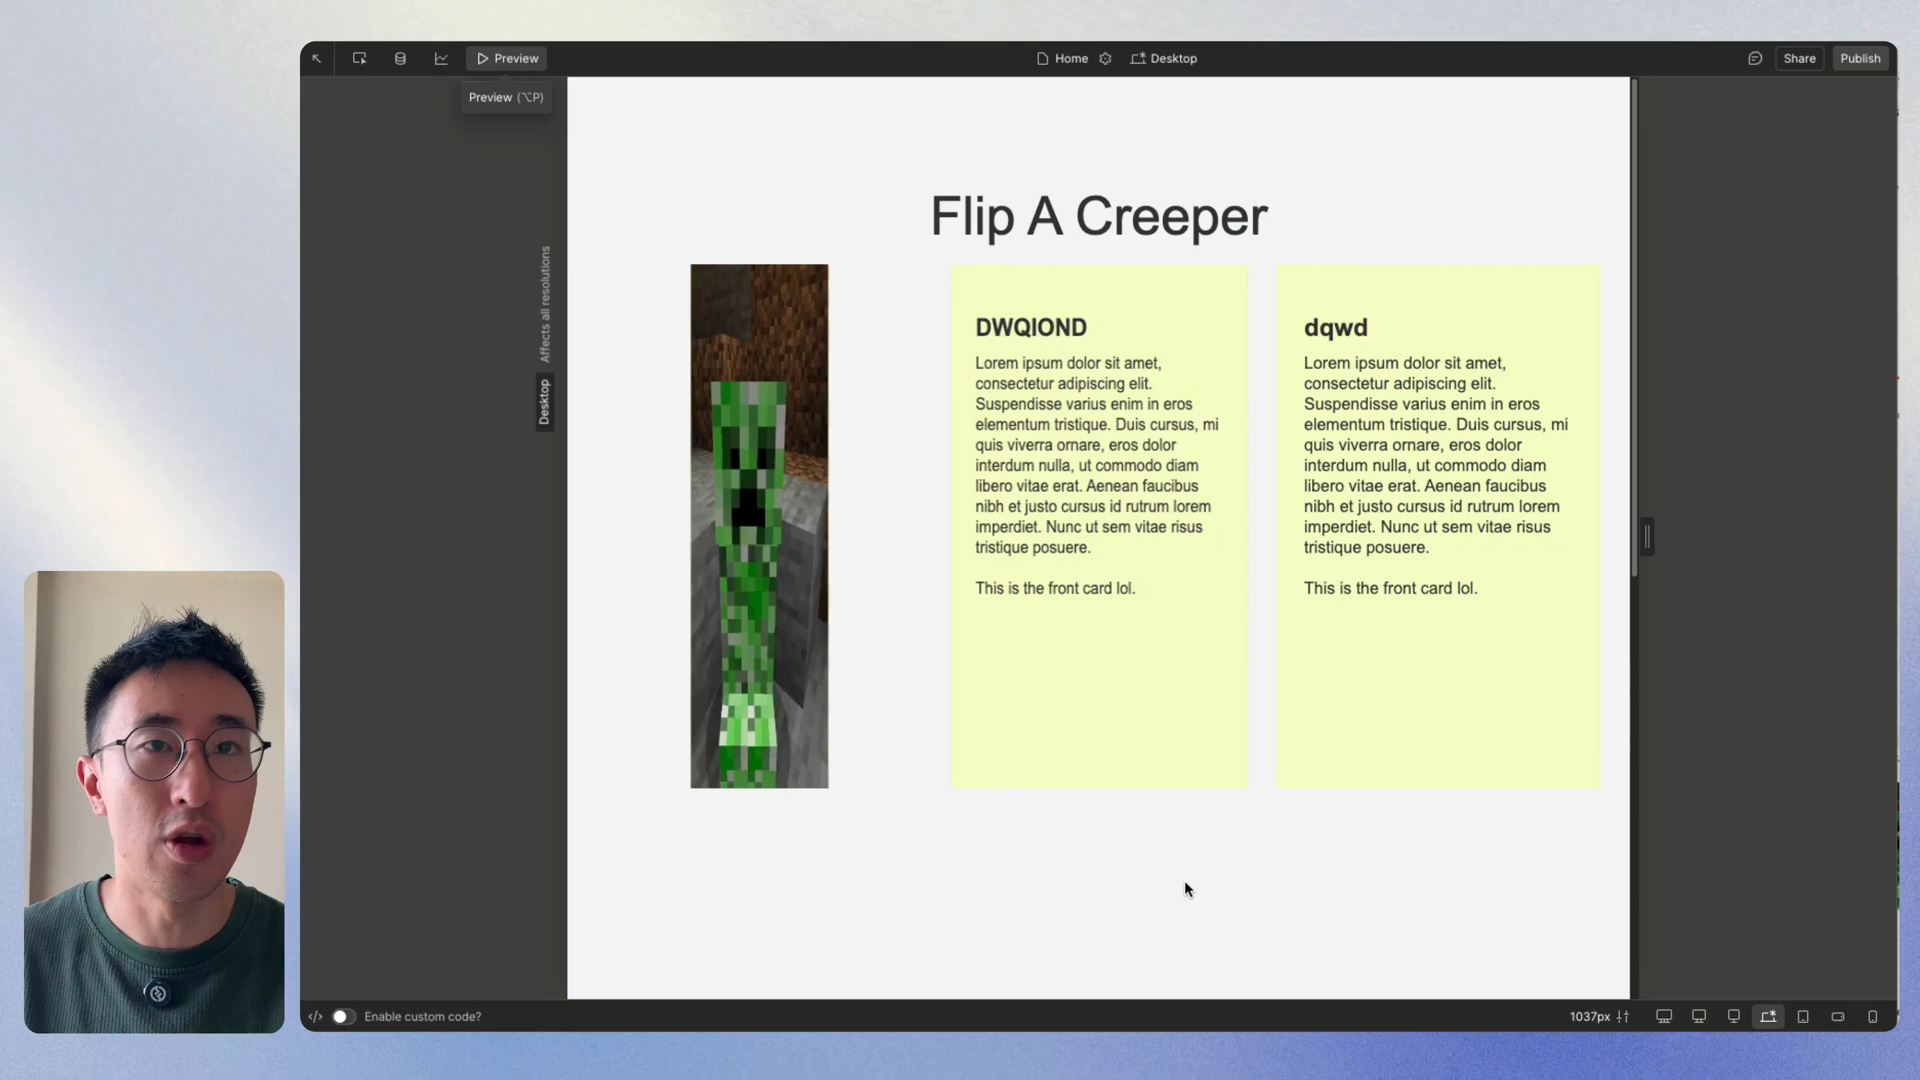 Preview
Home
Desktop
Share
Publish
Preview (⌥P)
Affects all resolutions
Desktop
Flip A Creeper
DWQIOND
Lorem ipsum dolor sit amet,
consectetur adipiscing elit.
Suspendisse varius enim in eros
elementum tristique. Duis cursus, mi
quis viverra ornare, eros dolor
interdum nulla, ut commodo diam
libero vitae erat. Aenean faucibus
nibh et justo cursus id rutrum lorem
imperdiet. Nunc ut sem vitae risus
tristique posuere.
This is the front card lol.
dqwd
Lorem ipsum dolor sit amet,
consectetur adipiscing elit.
Suspendisse varius enim in eros
elementum tristique. Duis cursus, mi
quis viverra ornare, eros dolor
interdum nulla, ut commodo diam
libero vitae erat. Aenean faucibus
nibh et justo cursus id rutrum lorem
imperdiet. Nunc ut sem vitae risus
tristique posuere.
This is the front card lol.
Enable custom code?
1037px